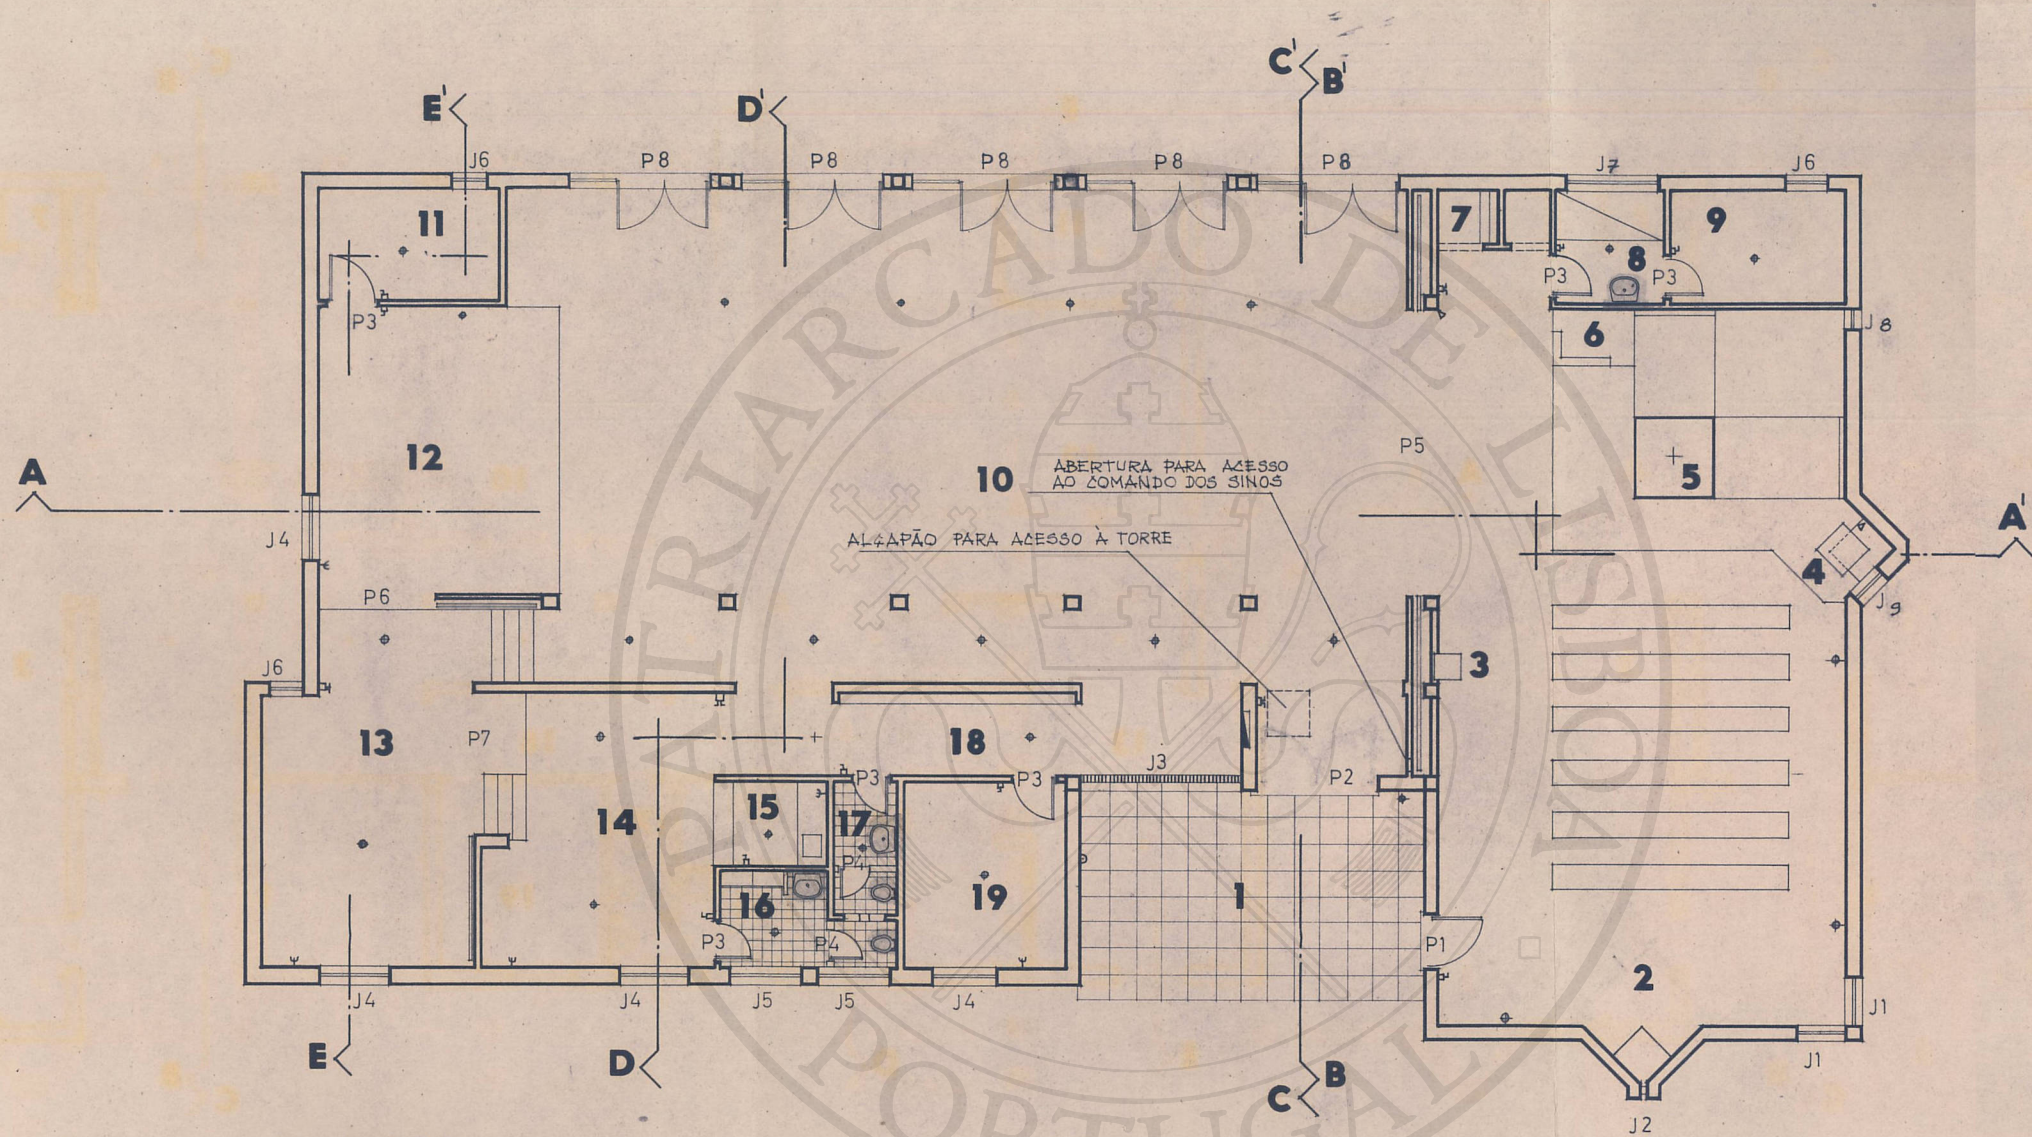 C' B'
E' D'
J6 P8 P8 P8 P8 P8 J7 J6
11 7 9
8
P3 P3
P3 6 J8
12 P5
A 10 ABERTURA PARA ACESSO
AO COMANDO DOS SINOS
5
A'
J4 ALÇAPÃO PARA ACESSO À TORRE
4
P6 J9
J6 3
13 P7 18
J3
P3 P3 P2
15
14 17
P4
16 19 1
P3 P4 P1
2
J4 J4 J5 J5 J4 J1
E D B J1
C
J2
PATRIARCADO DE LISBOA
PORTUGAL